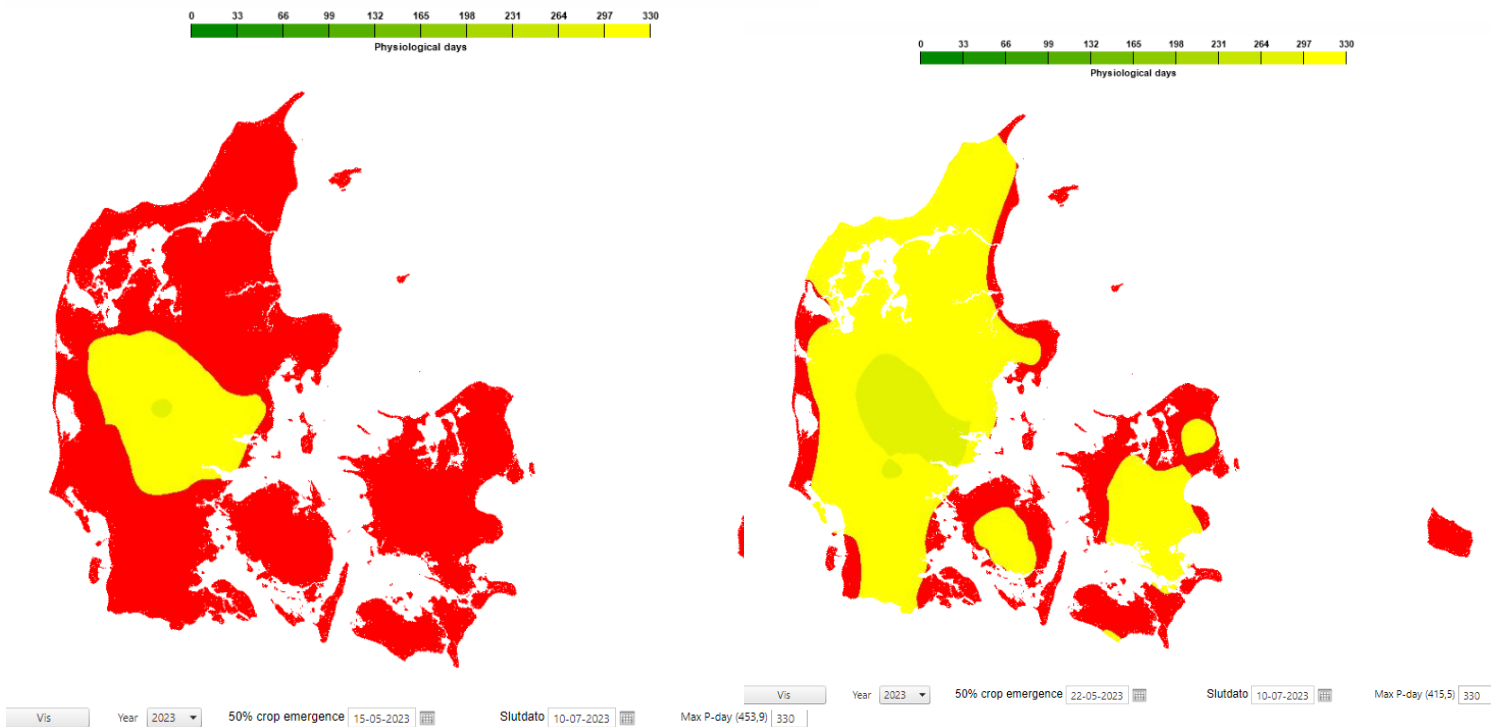 0 33 66 99 132 165 198 231 264 297 330
Physiological days
Vis Year 2023 50% crop emergence 15-05-2023 Slutdato 10-07-2023 Max P-day (453,9) 330
0 33 66 99 132 165 198 231 264 297 330
Physiological days
Vis Year 2023 50% crop emergence 22-05-2023 Slutdato 10-07-2023 Max P-day (415,5) 330